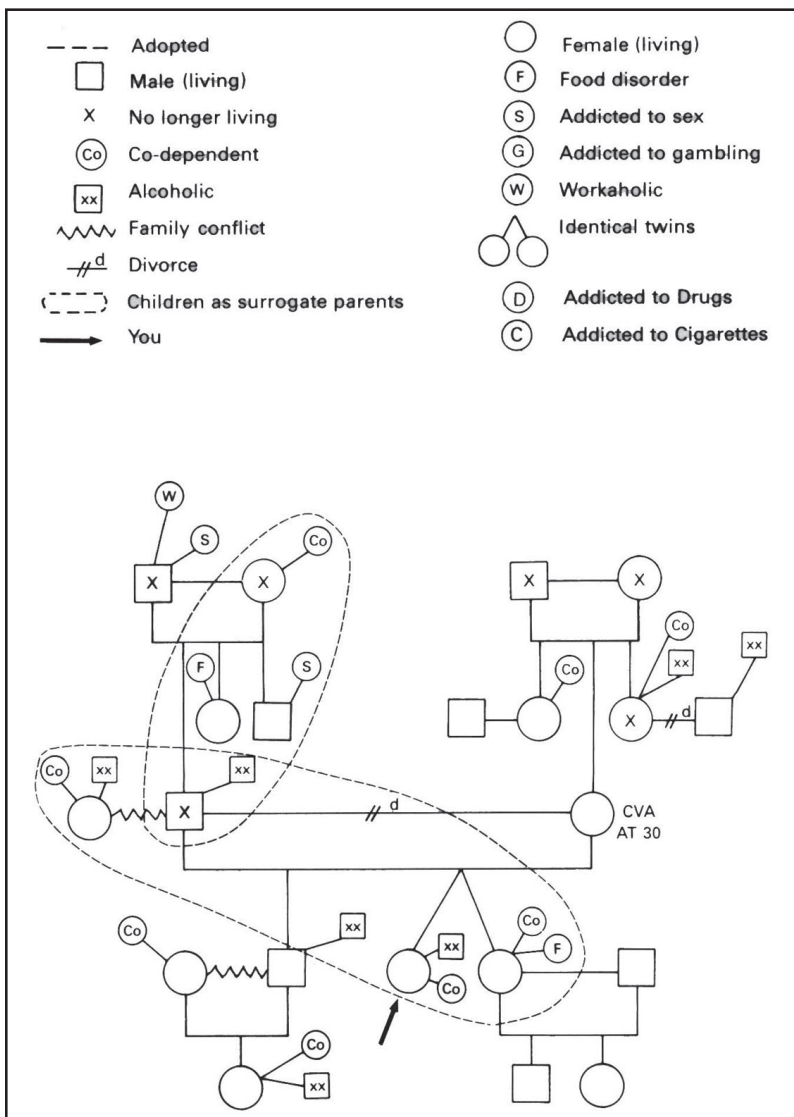 Adopted
Male (living)
X No longer living
Co Co-dependent
xx Alcoholic
Family conflict
d Divorce
Children as surrogate parents
You
Female (living)
F Food disorder
S Addicted to sex
G Addicted to gambling
W Workaholic
Identical twins
D Addicted to Drugs
C Addicted to Cigarettes
W
S
Co
X
X
F
S
X
X
Co
Co
xx
xx
X
d
Co
xx
xx
X
d
CVA
AT 30
Co
xx
xx
Co
Co
F
Co
xx